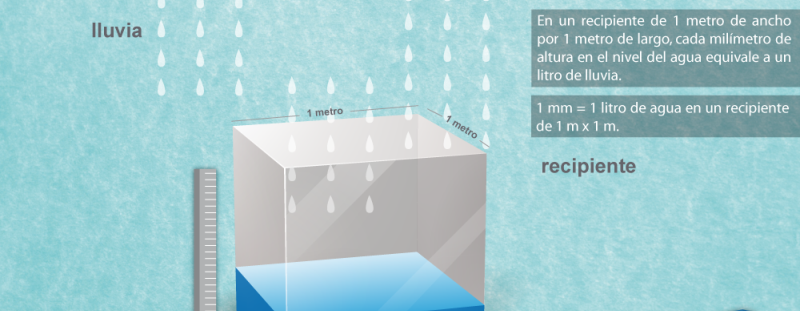 lluvia
En un recipiente de 1 metro de ancho
por 1 metro de largo, cada milímetro de
altura en el nivel del agua equivale a un
litro de lluvia.
1 mm = 1 litro de agua en un recipiente
de 1 m x 1 m.
1 metro
1 metro
recipiente